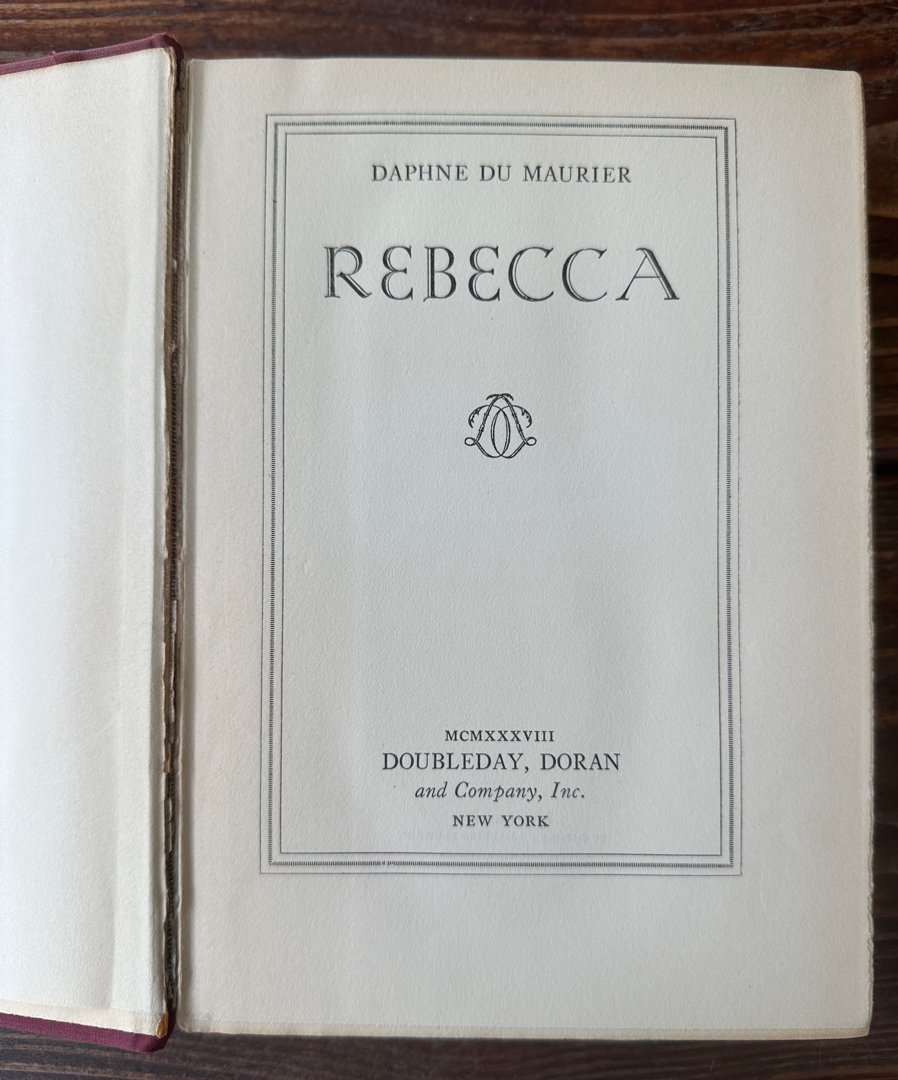 DAPHNE DU MAURIER
REBECCA
MCMXXXVIII
DOUBLEDAY, DORAN
and Company, Inc.
NEW YORK